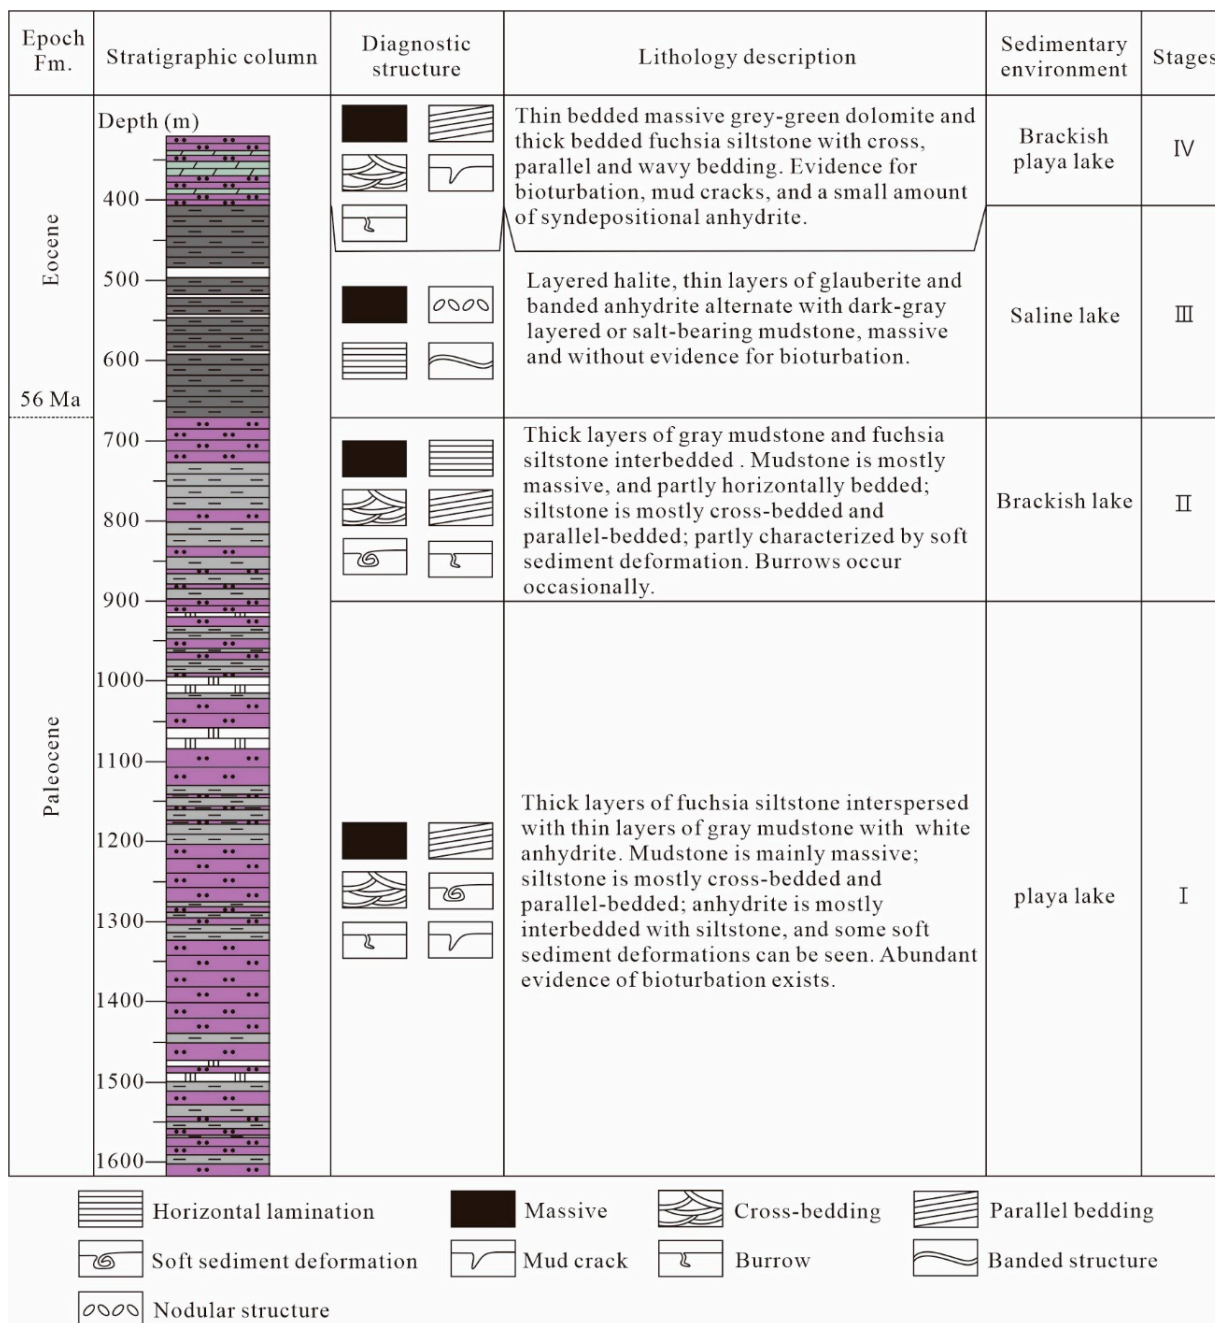 Epoch
Fm.
Stratigraphic column
Diagnostic
structure
Lithology description
Sedimentary
environment
Stages
Depth (m)
400
500
600
700
800
900
1000
1100
1200
1300
1400
1500
1600
Eocene
56 Ma
Paleocene
Thin bedded massive grey-green dolomite and
thick bedded fuchsia siltstone with cross,
parallel and wavy bedding. Evidence for
bioturbation, mud cracks, and a small amount
of syndepositional anhydrite.
Brackish
playa lake
Ⅳ
Layered halite, thin layers of glauberite and
banded anhydrite alternate with dark-gray
layered or salt-bearing mudstone, massive
and without evidence for bioturbation.
Saline lake
Ⅲ
Thick layers of gray mudstone and fuchsia
siltstone interbedded . Mudstone is mostly
massive, and partly horizontally bedded;
siltstone is mostly cross-bedded and
parallel-bedded; partly characterized by soft
sediment deformation. Burrows occur
occasionally.
Brackish lake
Ⅱ
Thick layers of fuchsia siltstone interspersed
with thin layers of gray mudstone with white
anhydrite. Mudstone is mainly massive;
siltstone is mostly cross-bedded and
parallel-bedded; anhydrite is mostly
interbedded with siltstone, and some soft
sediment deformations can be seen. Abundant
evidence of bioturbation exists.
playa lake
Ⅰ
Horizontal lamination
Massive
Cross-bedding
Parallel bedding
Soft sediment deformation
Mud crack
Burrow
Banded structure
Nodular structure